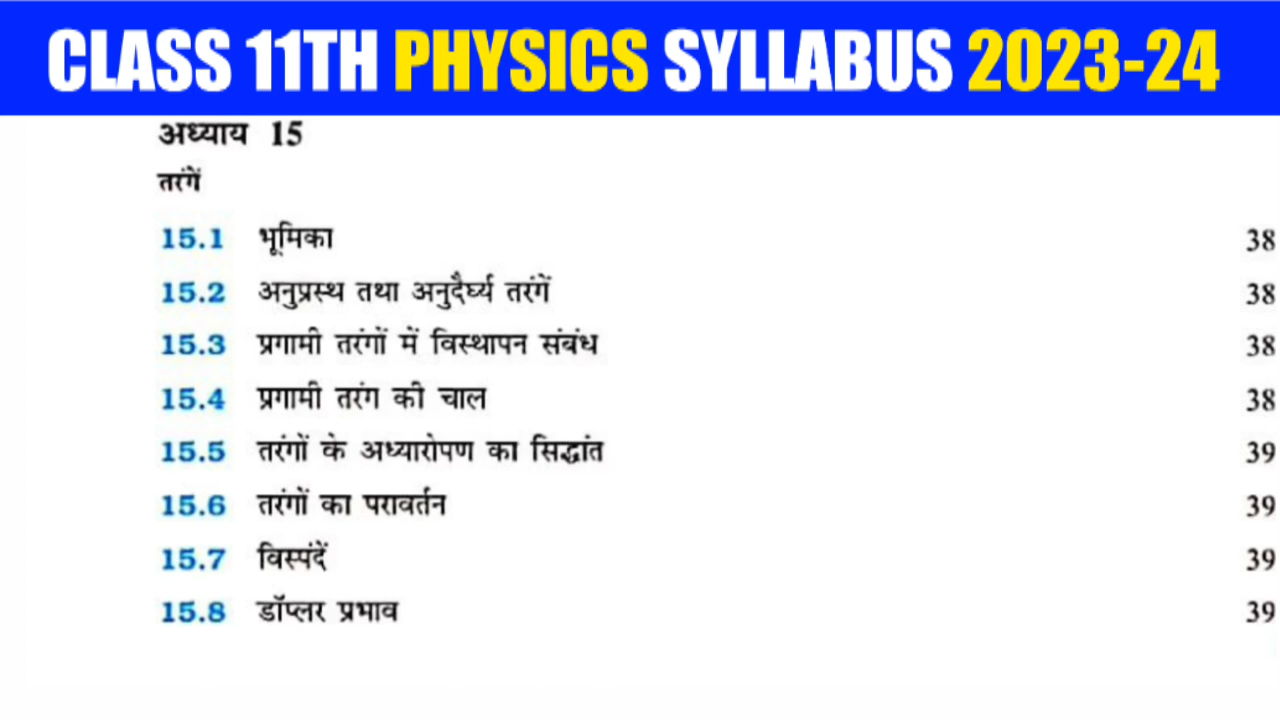 CLASS 11TH PHYSICS SYLLABUS 2023-24
अध्याय 15
तरंगें
15.1 भूमिका 38
15.2 अनुप्रस्थ तथा अनुदैर्घ्य तरंगें 38
15.3 प्रगामी तरंगों में विस्थापन संबंध 38
15.4 प्रगामी तरंग की चाल 38
15.5 तरंगों के अध्यारोपण का सिद्धांत 39
15.6 तरंगों का परावर्तन 39
15.7 विस्पंदें 39
15.8 डॉप्लर प्रभाव 39